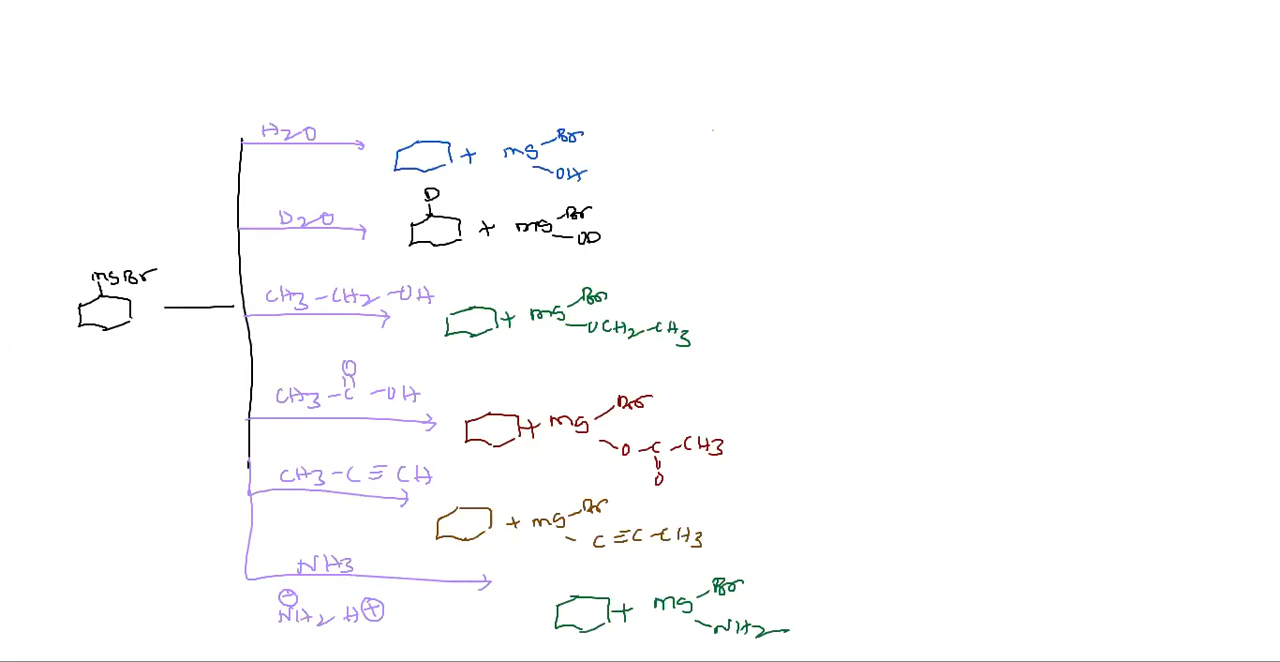 H2O
+ Mg Br
OH
D
D2O
+ Mg Br
OD
MgBr
CH3-CH2-OH
+ Mg Br
OCH2-CH3
O
CH3-C-OH
+ Mg Br
O-C-CH3
O
CH3-C≡CH
+ Mg Br
C≡C-CH3
NH3
⊖
NH2 H⊕
+ Mg Br
NH2